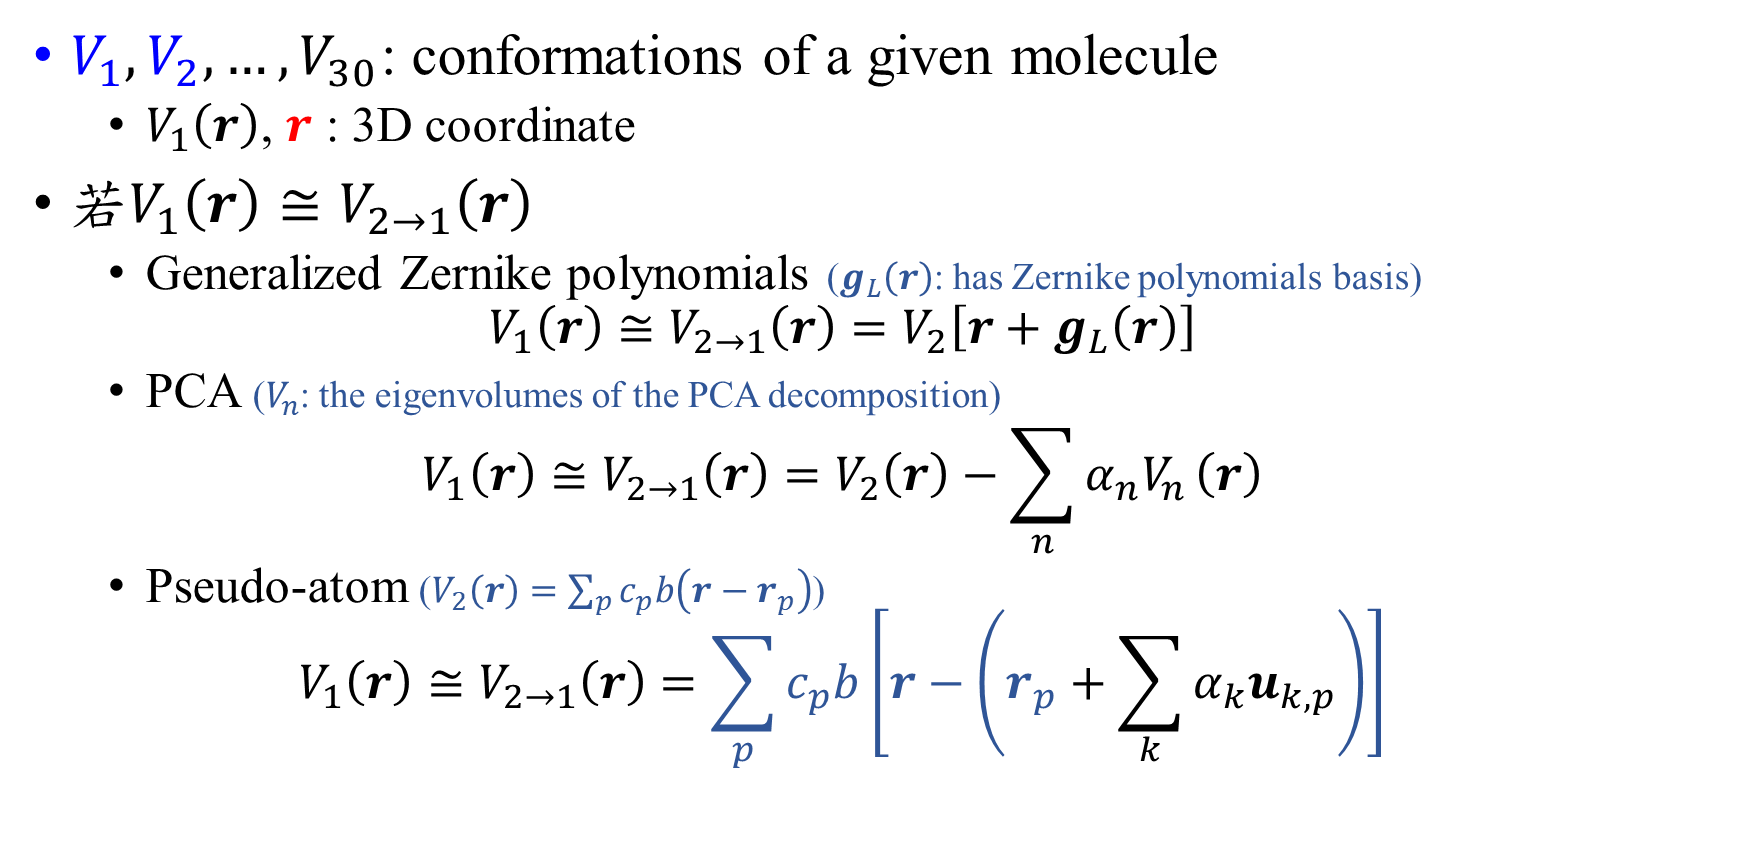 • V₁, V₂, … , V₃₀: conformations of a given molecule
• V₁(r), r : 3D coordinate
• 若V₁(r) ≅ V₂→₁(r)
• Generalized Zernike polynomials (g_L(r): has Zernike polynomials basis)
V₁(r) ≅ V₂→₁(r) = V₂[r + g_L(r)]
• PCA (Vₙ: the eigenvolumes of the PCA decomposition)
V₁(r) ≅ V₂→₁(r) = V₂(r) − ∑ₙ αₙVₙ (r)
• Pseudo-atom (V₂(r) = ∑ₚ cₚb(r − rₚ))
V₁(r) ≅ V₂→₁(r) = ∑ₚ cₚb [r − (rₚ + ∑ₖ αₖuₖ,ₚ)]